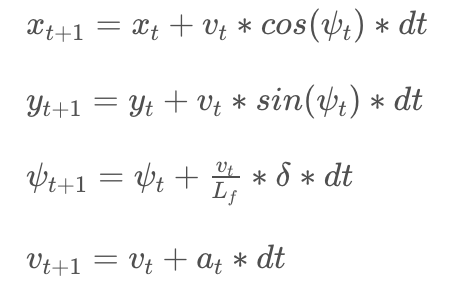 x_{t+1} = x_t + v_t * cos(ψ_t) * dt
y_{t+1} = y_t + v_t * sin(ψ_t) * dt
ψ_{t+1} = ψ_t + \frac{v_t}{L_f} * δ * dt
v_{t+1} = v_t + a_t * dt